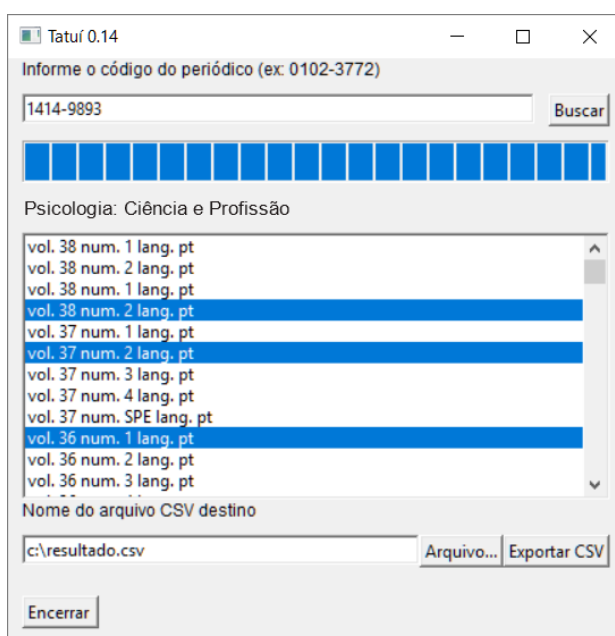 Tatuí 0.14
Informe o código do periódico (ex: 0102-3772)
1414-9893 Buscar
Psicologia: Ciência e Profissão
vol. 38 num. 1 lang. pt
vol. 38 num. 2 lang. pt
vol. 38 num. 1 lang. pt
vol. 38 num. 2 lang. pt
vol. 37 num. 1 lang. pt
vol. 37 num. 2 lang. pt
vol. 37 num. 3 lang. pt
vol. 37 num. 4 lang. pt
vol. 37 num. SPE lang. pt
vol. 36 num. 1 lang. pt
vol. 36 num. 2 lang. pt
vol. 36 num. 3 lang. pt
Nome do arquivo CSV destino
c:\resultado.csv Arquivo... Exportar CSV
Encerrar